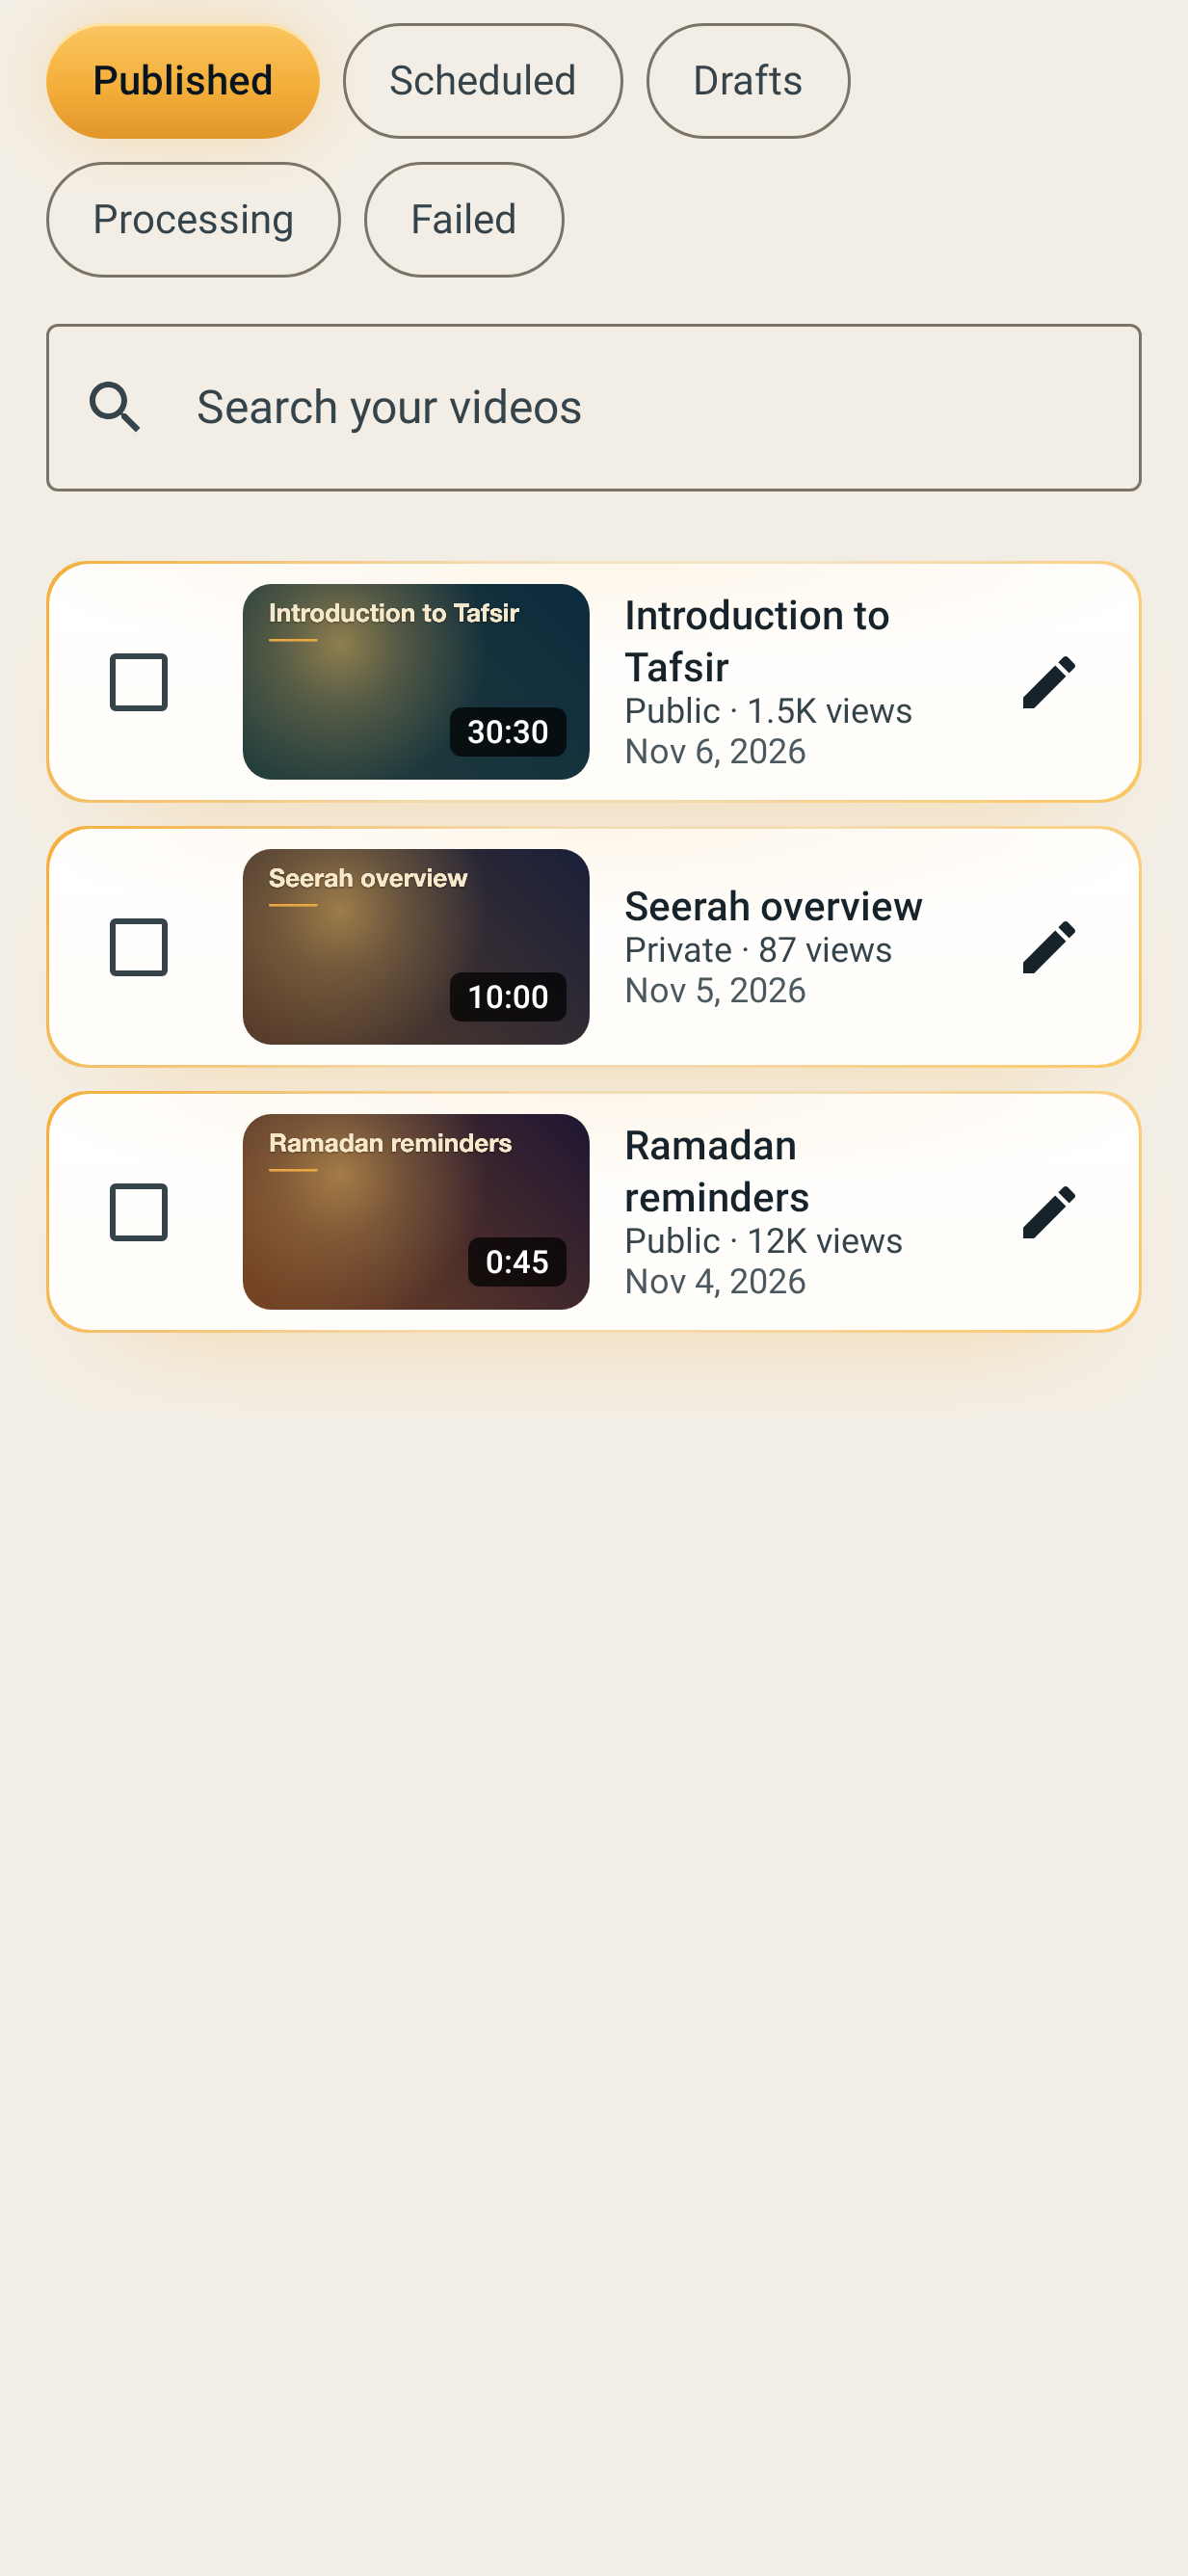 Published
Scheduled
Drafts
Processing
Failed
Search your videos
Introduction to Tafsir
30:30
Introduction to
Tafsir
Public · 1.5K views
Nov 6, 2026
Seerah overview
10:00
Seerah overview
Private · 87 views
Nov 5, 2026
Ramadan reminders
0:45
Ramadan
reminders
Public · 12K views
Nov 4, 2026